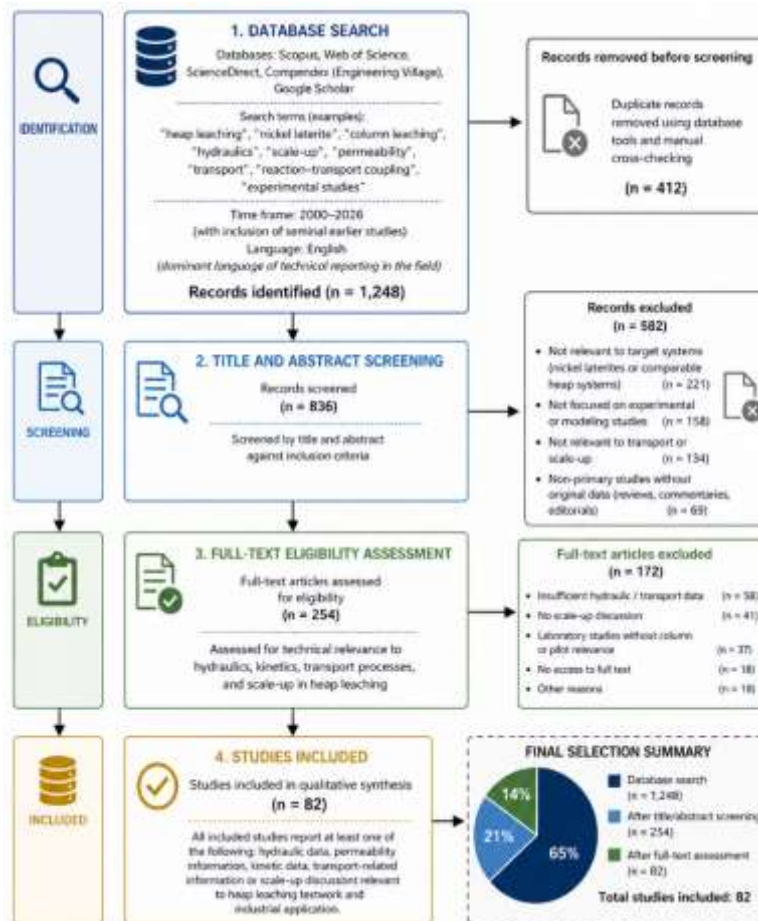 IDENTIFICATION
1. DATABASE SEARCH
Databases: Scopus, Web of Science,
ScienceDirect, Compendex (Engineering Village),
Google Scholar
Search terms (examples):
"heap leaching", "nickel laterite", "column leaching",
"hydraulics", "scale-up", "permeability",
"transport", "reaction-transport coupling",
"experimental studies"
Time frame: 2000–2026
(with inclusion of seminal earlier studies)
Language: English
(dominant language of technical reporting in the field)
Records identified (n = 1,248)
Records removed before screening
Duplicate records
removed using database
tools and manual
cross-checking
(n = 412)
SCREENING
2. TITLE AND ABSTRACT SCREENING
Records screened
(n = 836)
Screened by title and abstract
against inclusion criteria
Records excluded
(n = 582)
• Not relevant to target systems
(nickel laterites or comparable
heap systems) (n = 221)
• Not focused on experimental
or modeling studies (n = 158)
• Not relevant to transport or
scale-up (n = 134)
• Non-primary studies without
original data (reviews, commentaries,
editorials) (n = 69)
ELIGIBILITY
3. FULL-TEXT ELIGIBILITY ASSESSMENT
Full-text articles assessed
for eligibility
(n = 254)
Assessed for technical relevance to
hydraulics, kinetics, transport processes,
and scale-up in heap leaching
Full-text articles excluded
(n = 172)
• Insufficient hydraulic / transport data (n = 58)
• No scale-up discussion (n = 41)
• Laboratory studies without column
or pilot relevance (n = 37)
• No access to full text (n = 18)
• Other reasons (n = 18)
INCLUDED
4. STUDIES INCLUDED
Studies included in qualitative synthesis
(n = 82)
All included studies report at least one of
the following: hydraulic data, permeability
information, kinetic data, transport-related
information or scale-up discussions relevant
to heap leaching testwork and
industrial application.
FINAL SELECTION SUMMARY
14%
21%
65%
Database search
(n = 1,248)
After title/abstract screening
(n = 254)
After full-text assessment
(n = 82)
Total studies included: 82